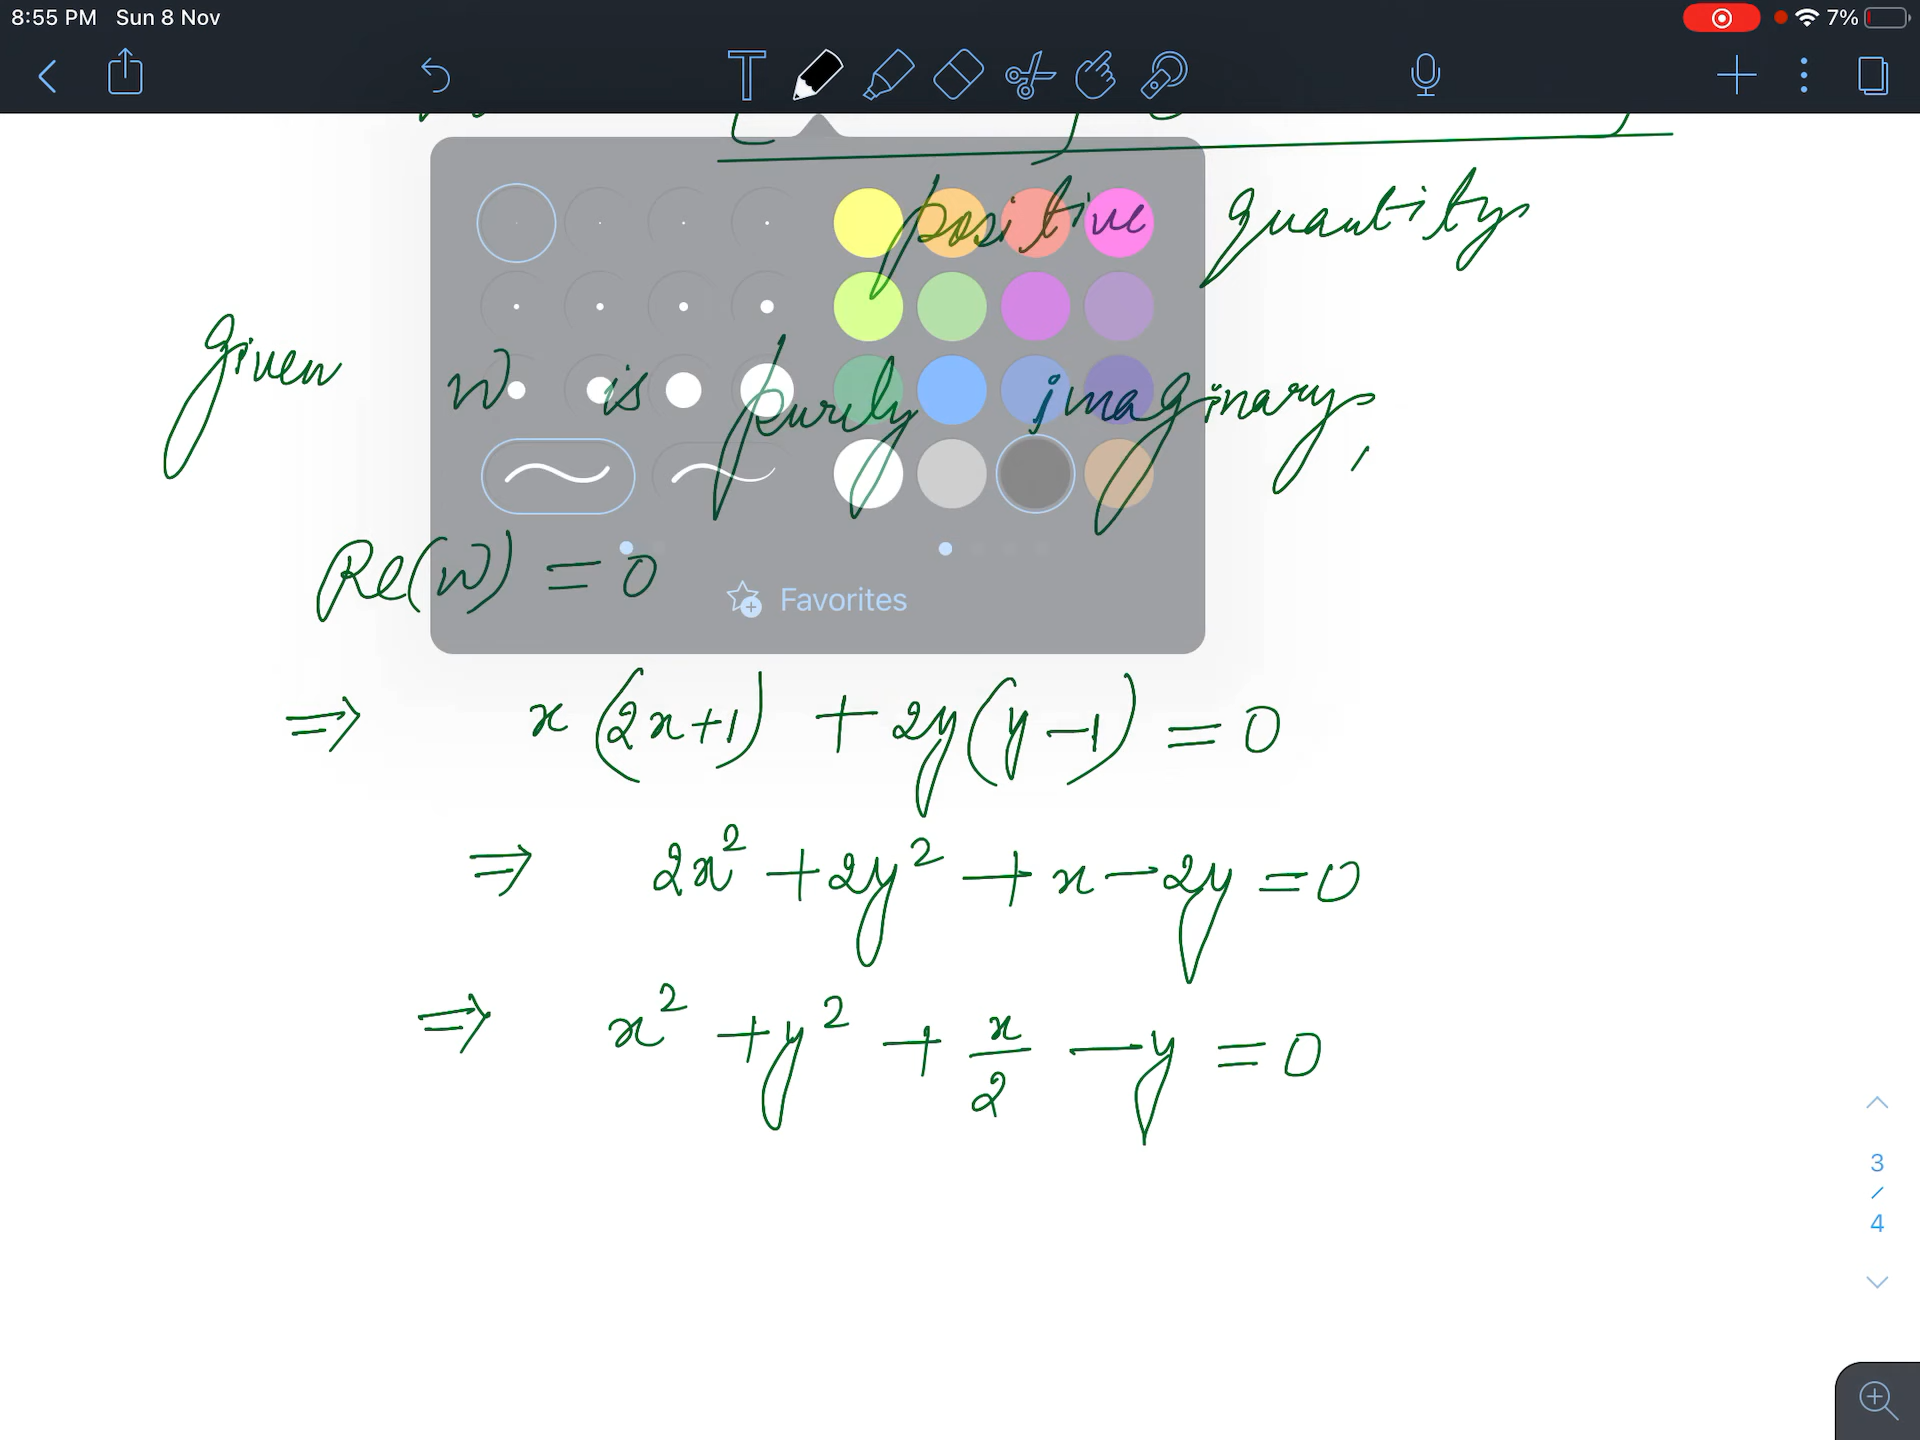 8:55 PM Sun 8 Nov
7%
T
positive quantity
given w is purely imaginary,
Re(w) = 0
Favorites
⇒ x(2x+1) + 2y(y-1) = 0
⇒ 2x² + 2y² + x - 2y = 0
⇒ x² + y² + x/2 - y = 0
3
/
4